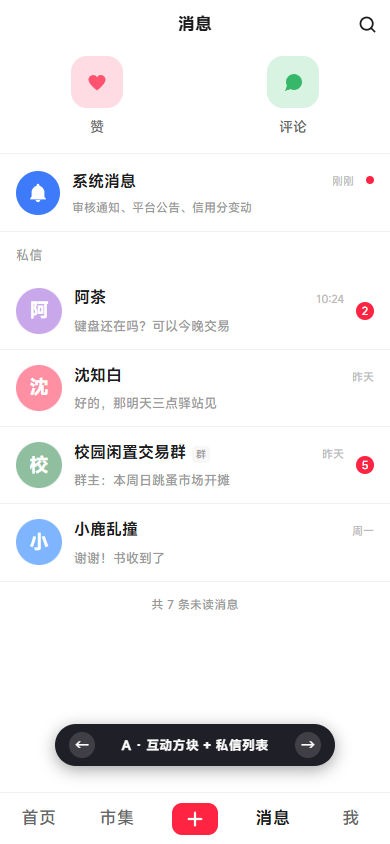 消息
赞
评论
系统消息
刚刚
审核通知、平台公告、信用分变动
私信
阿
阿茶
10:24
键盘还在吗？可以今晚交易
2
沈
沈知白
昨天
好的，那明天三点驿站见
校
校园闲置交易群 群
昨天
群主：本周日跳蚤市场开摊
5
小
小鹿乱撞
周一
谢谢！书收到了
共 7 条未读消息
← A · 互动方块 + 私信列表 →
首页 市集 + 消息 我